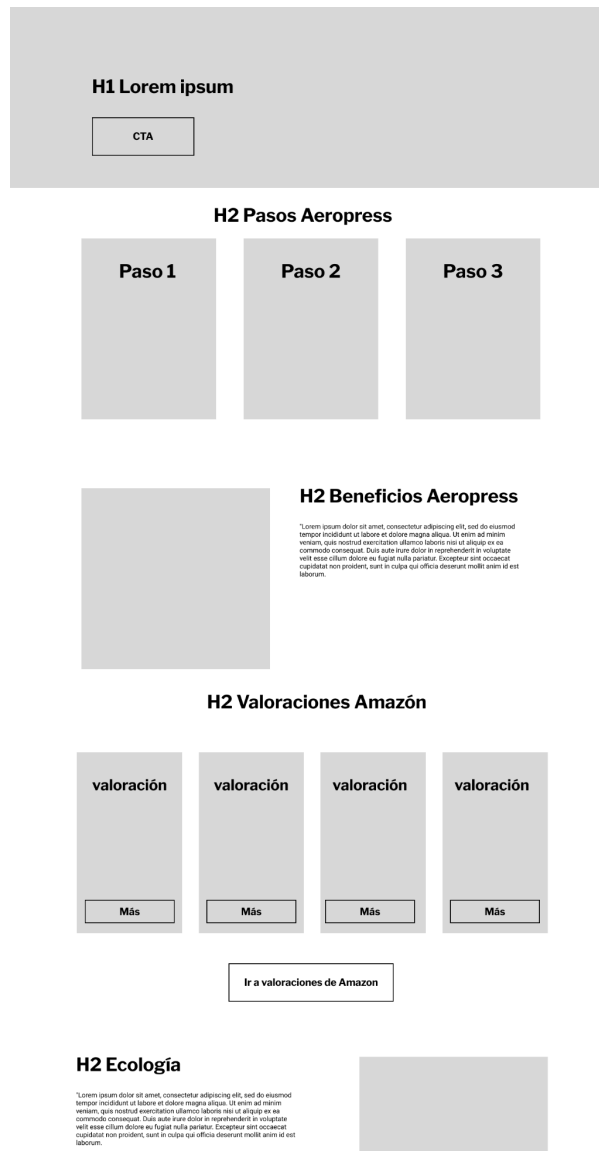 H1 Lorem ipsum
CTA
H2 Pasos Aeropress
Paso 1
Paso 2
Paso 3
H2 Beneficios Aeropress
"Lorem ipsum dolor sit amet, consectetur adipiscing elit, sed do eiusmod
tempor incididunt ut labore et dolore magna aliqua. Ut enim ad minim
veniam, quis nostrud exercitation ullamco laboris nisi ut aliquip ex ea
commodo consequat. Duis aute irure dolor in reprehenderit in voluptate
velit esse cillum dolore eu fugiat nulla pariatur. Excepteur sint occaecat
cupidatat non proident, sunt in culpa qui officia deserunt mollit anim id est
laborum.
H2 Valoraciones Amazón
valoración
valoración
valoración
valoración
Más
Más
Más
Más
Ir a valoraciones de Amazon
H2 Ecología
"Lorem ipsum dolor sit amet, consectetur adipiscing elit, sed do eiusmod
tempor incididunt ut labore et dolore magna aliqua. Ut enim ad minim
veniam, quis nostrud exercitation ullamco laboris nisi ut aliquip ex ea
commodo consequat. Duis aute irure dolor in reprehenderit in voluptate
velit esse cillum dolore eu fugiat nulla pariatur. Excepteur sint occaecat
cupidatat non proident, sunt in culpa qui officia deserunt mollit anim id est
laborum.